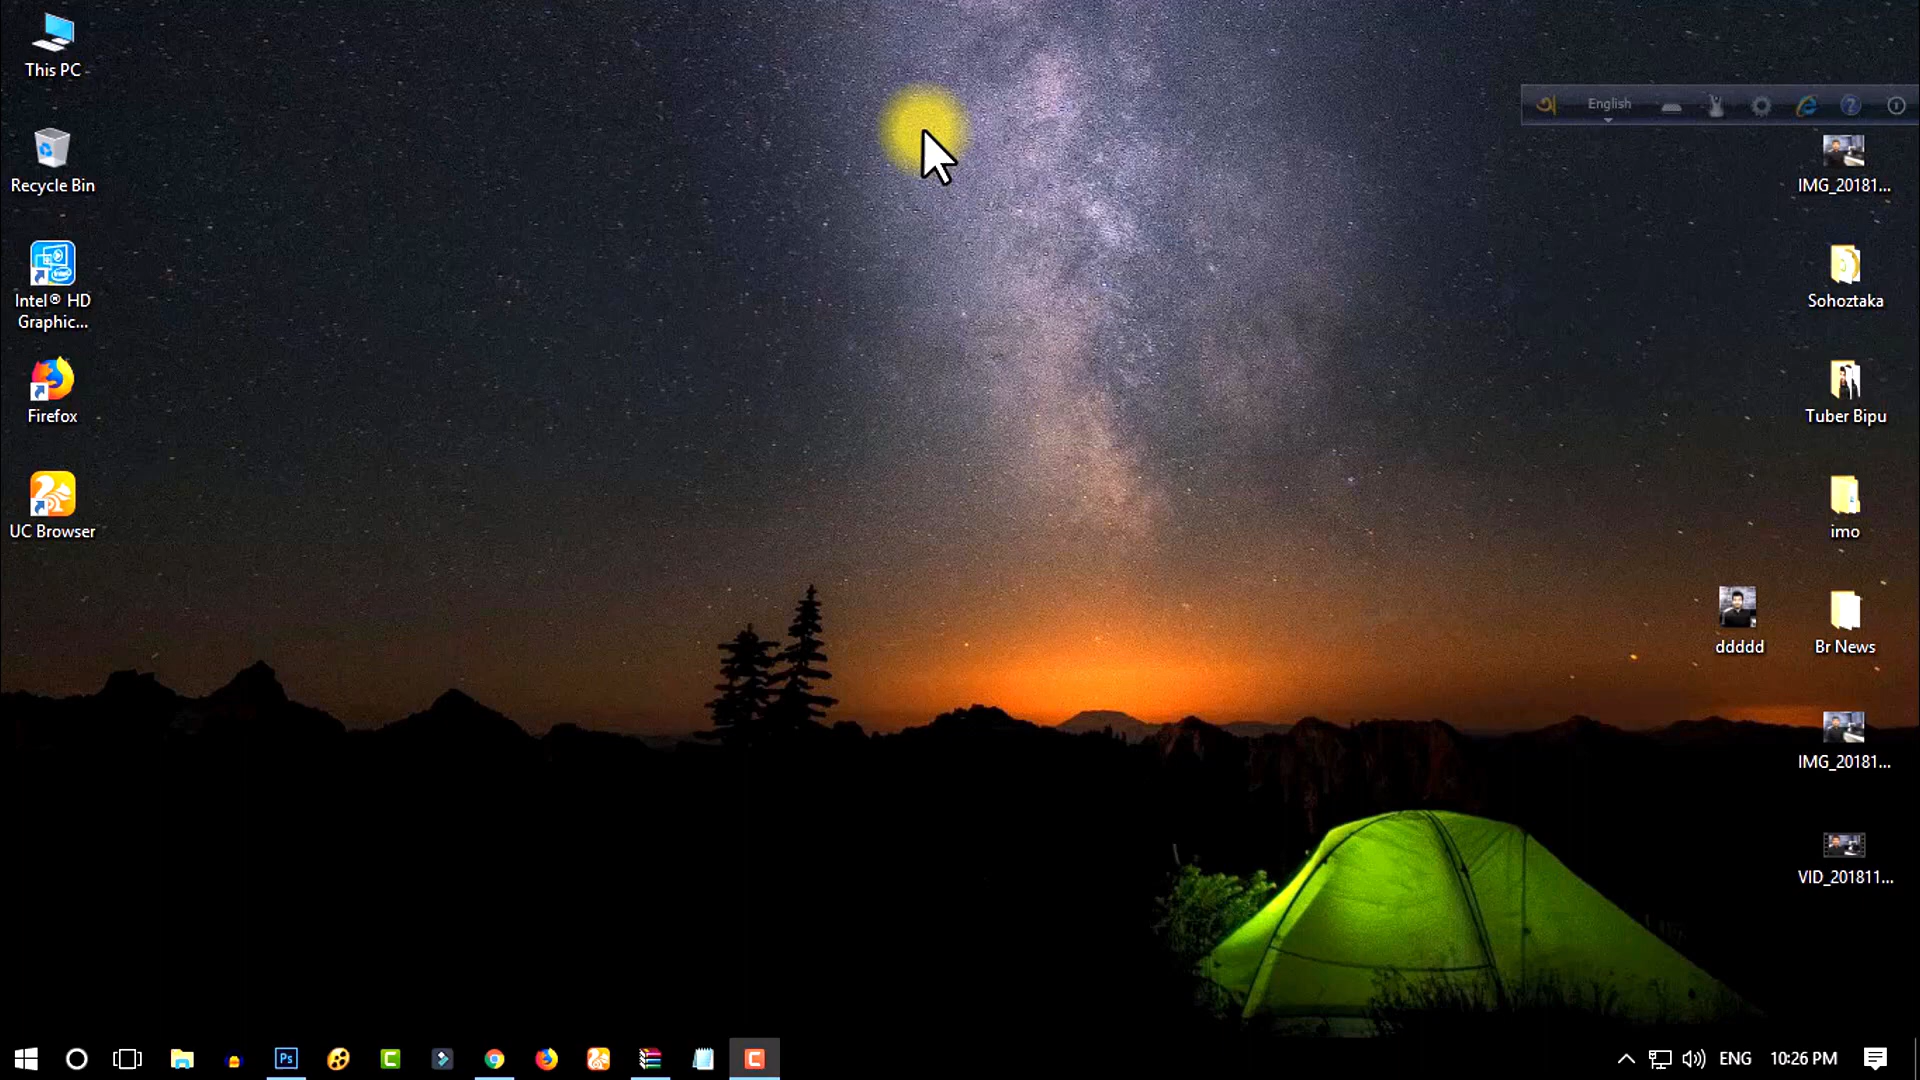 This PC
Recycle Bin
Intel® HD
Graphic...
Firefox
UC Browser
অ English
IMG_20181...
Sohoztaka
Tuber Bipu
imo
ddddd
Br News
IMG_20181...
VID_201811...
Ps
C
C
ENG
10:26 PM